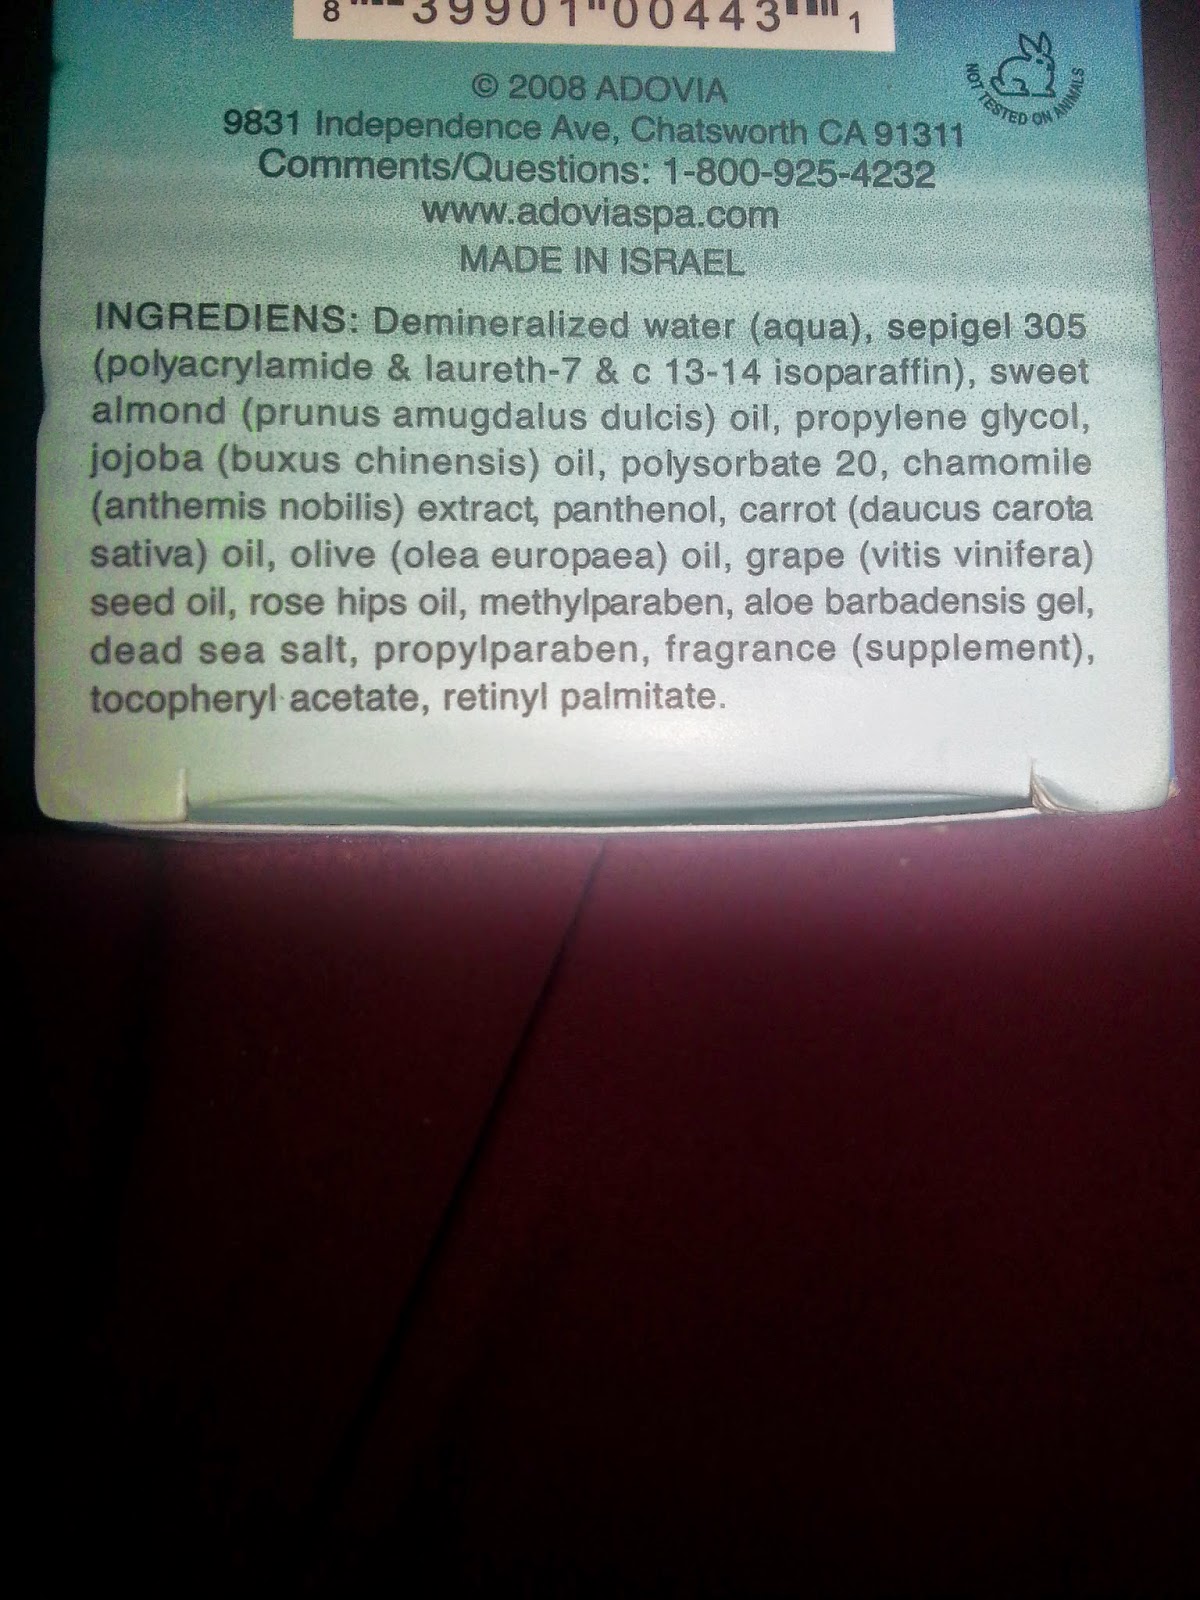 8 39901 00443 1
© 2008 ADOVIA
NOT TESTED ON ANIMALS
9831 Independence Ave, Chatsworth CA 91311
Comments/Questions: 1-800-925-4232
www.adoviaspa.com
MADE IN ISRAEL
INGREDIENS: Demineralized water (aqua), sepigel 305
(polyacrylamide & laureth-7 & c 13-14 isoparaffin), sweet
almond (prunus amugdalus dulcis) oil, propylene glycol,
jojoba (buxus chinensis) oil, polysorbate 20, chamomile
(anthemis nobilis) extract, panthenol, carrot (daucus carota
sativa) oil, olive (olea europaea) oil, grape (vitis vinifera)
seed oil, rose hips oil, methylparaben, aloe barbadensis gel,
dead sea salt, propylparaben, fragrance (supplement),
tocopheryl acetate, retinyl palmitate.